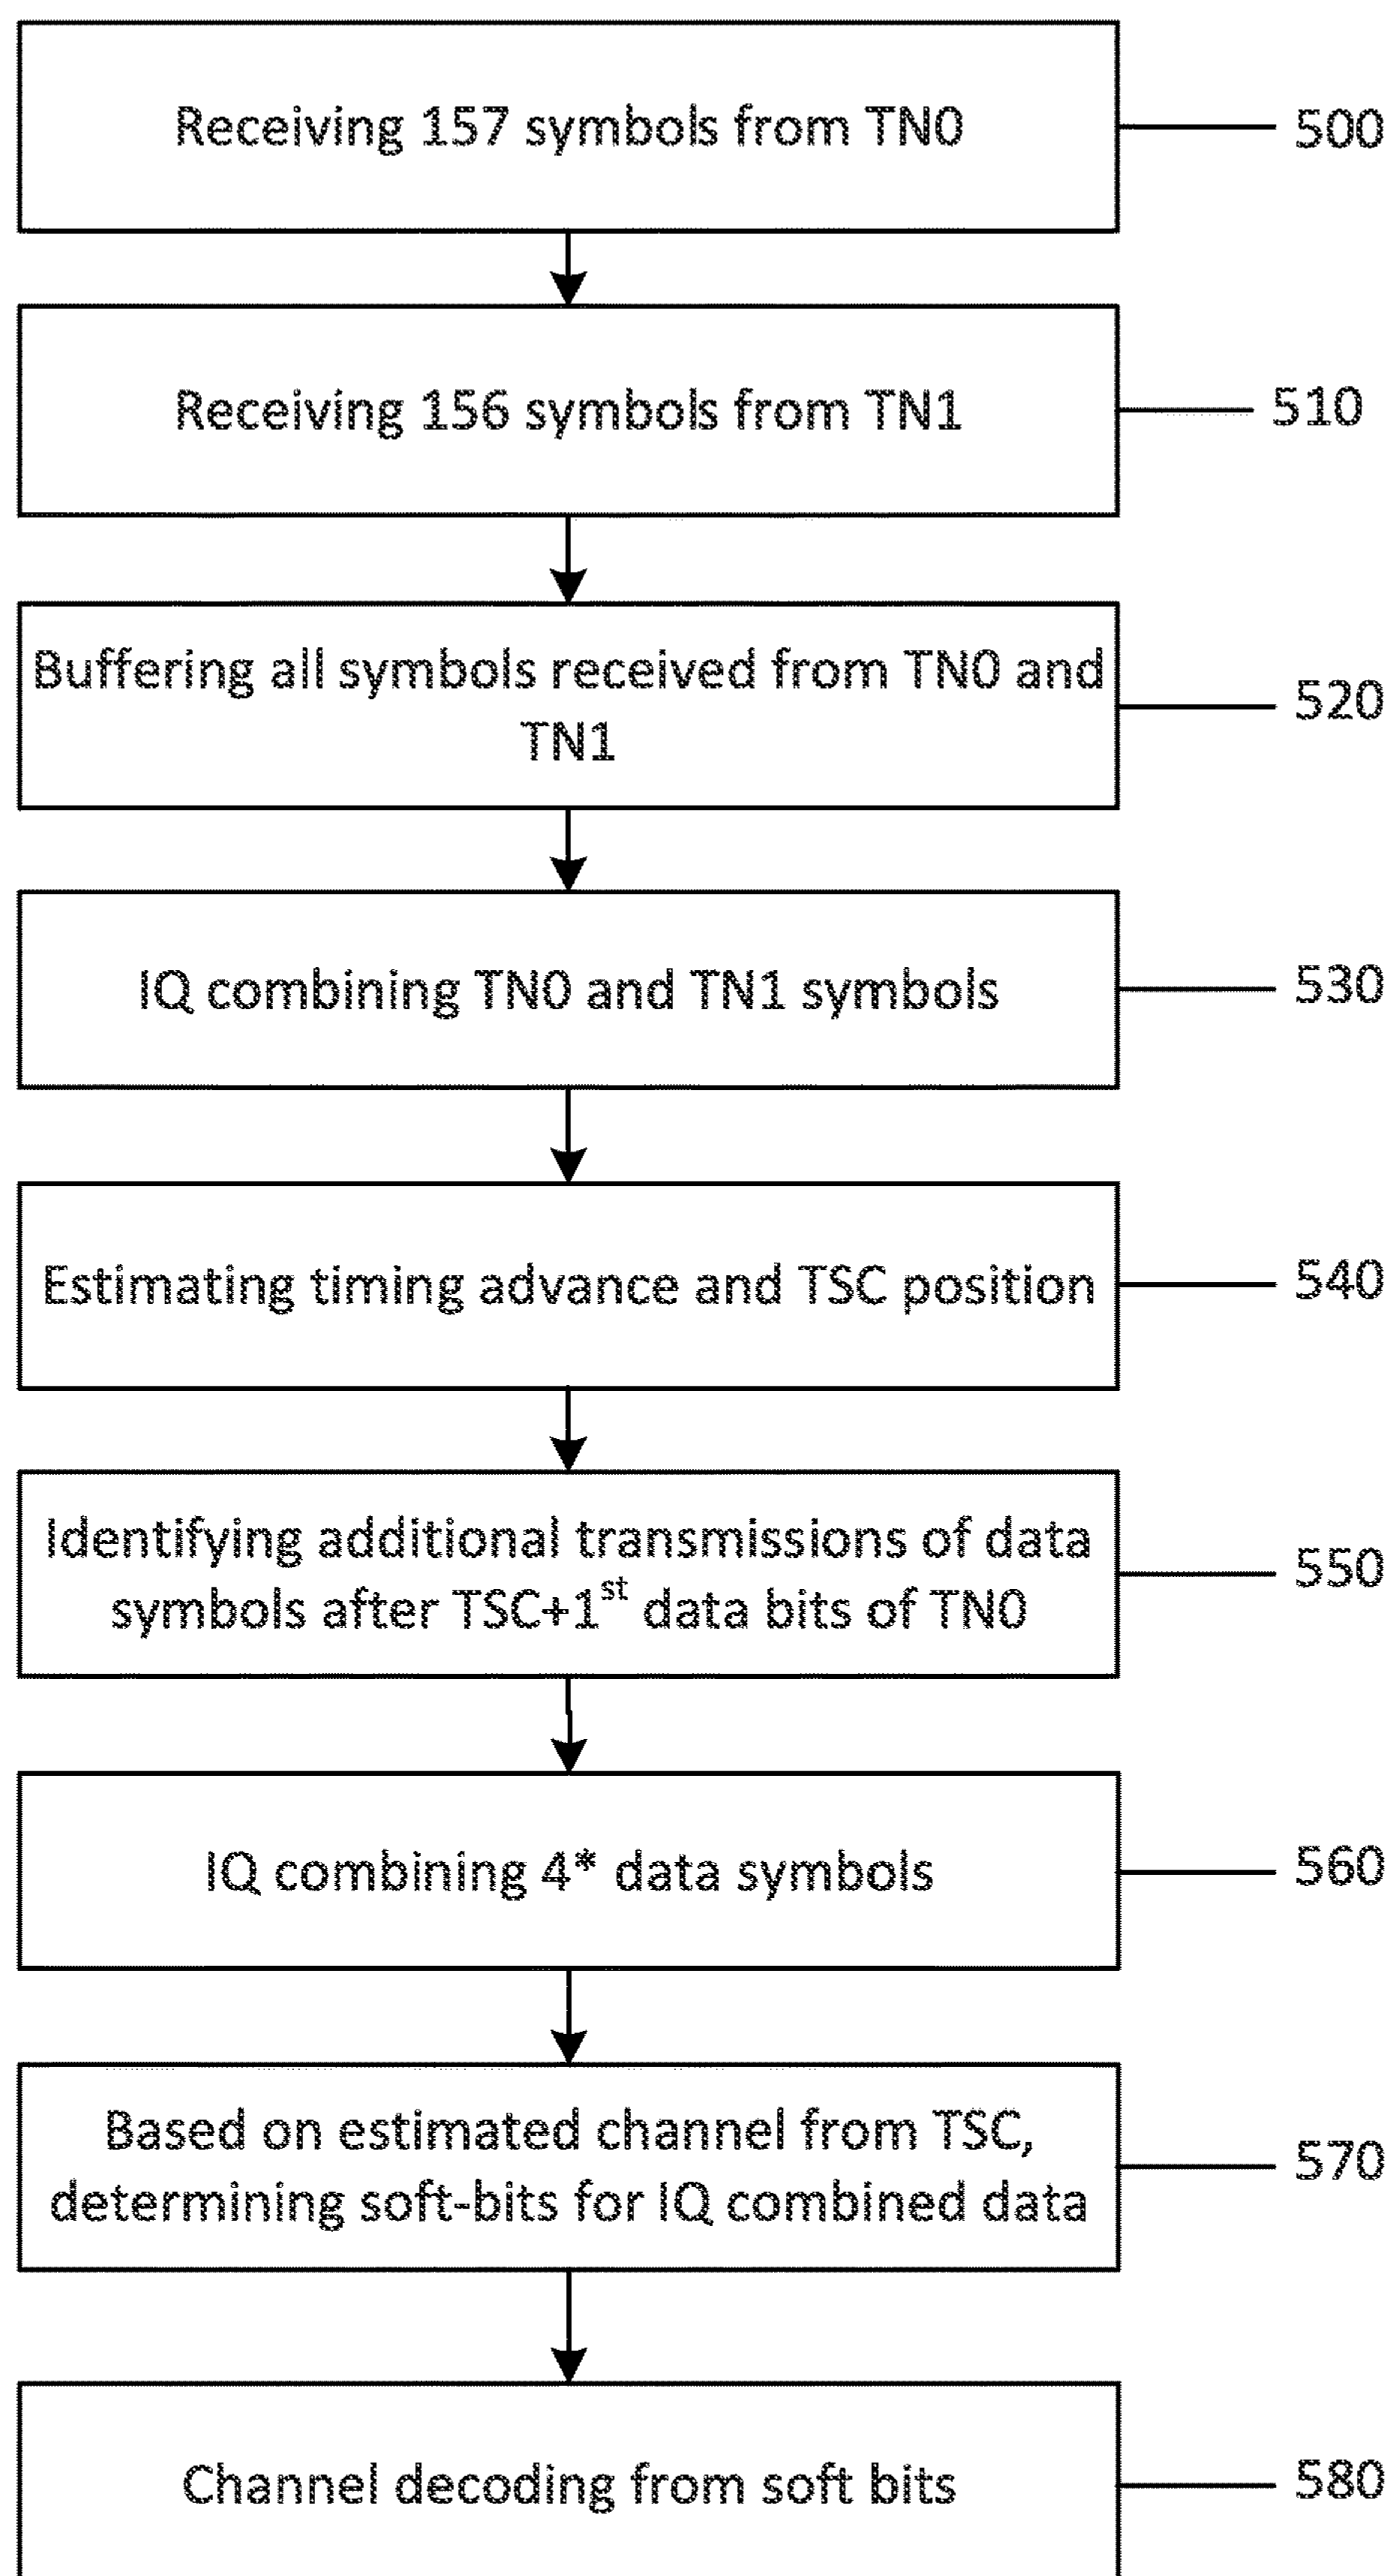 Receiving 157 symbols from TN0
500
Receiving 156 symbols from TN1
510
Buffering all symbols received from TN0 and
TN1
520
IQ combining TN0 and TN1 symbols
530
Estimating timing advance and TSC position
540
Identifying additional transmissions of data
symbols after TSC+1st data bits of TN0
550
IQ combining 4* data symbols
560
Based on estimated channel from TSC,
determining soft-bits for IQ combined data
570
Channel decoding from soft bits
580